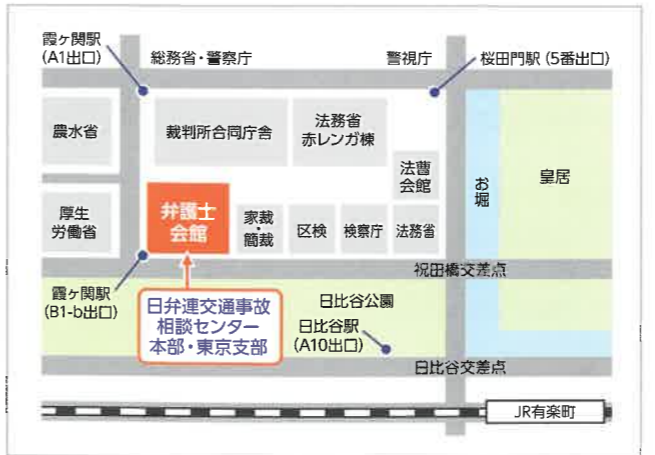 霞ヶ関駅
(A1出口)
総務省・警察庁
警視庁
桜田門駅 (5番出口)
農水省
裁判所合同庁舎
法務省
赤レンガ棟
法曹
会館
お堀
皇居
厚生
労働省
弁護士
会館
家裁
・
簡裁
区検
検察庁
法務省
祝田橋交差点
霞ヶ関駅
(B1-b出口)
日弁連交通事故
相談センター
本部・東京支部
日比谷公園
日比谷駅
(A10出口)
日比谷交差点
JR有楽町